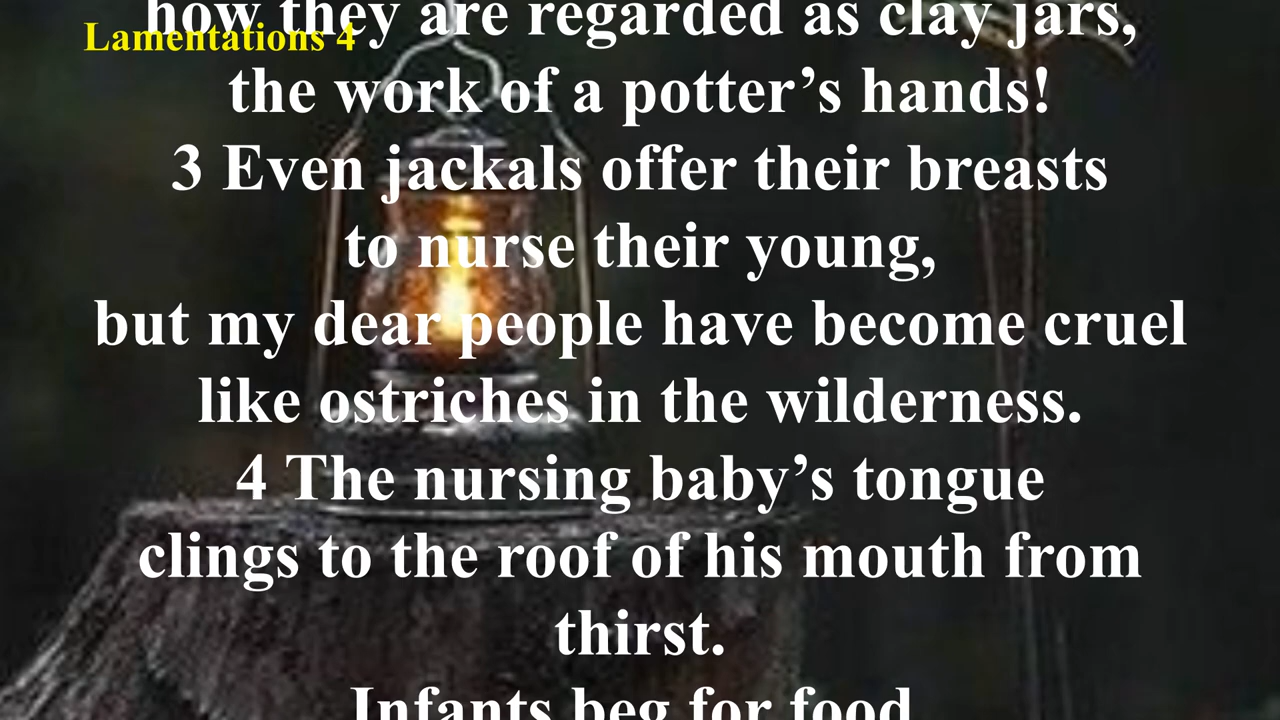 how they are regarded as clay jars,
Lamentations 4
the work of a potter’s hands!
3 Even jackals offer their breasts
to nurse their young,
but my dear people have become cruel
like ostriches in the wilderness.
4 The nursing baby’s tongue
clings to the roof of his mouth from
thirst.
Infants beg for food